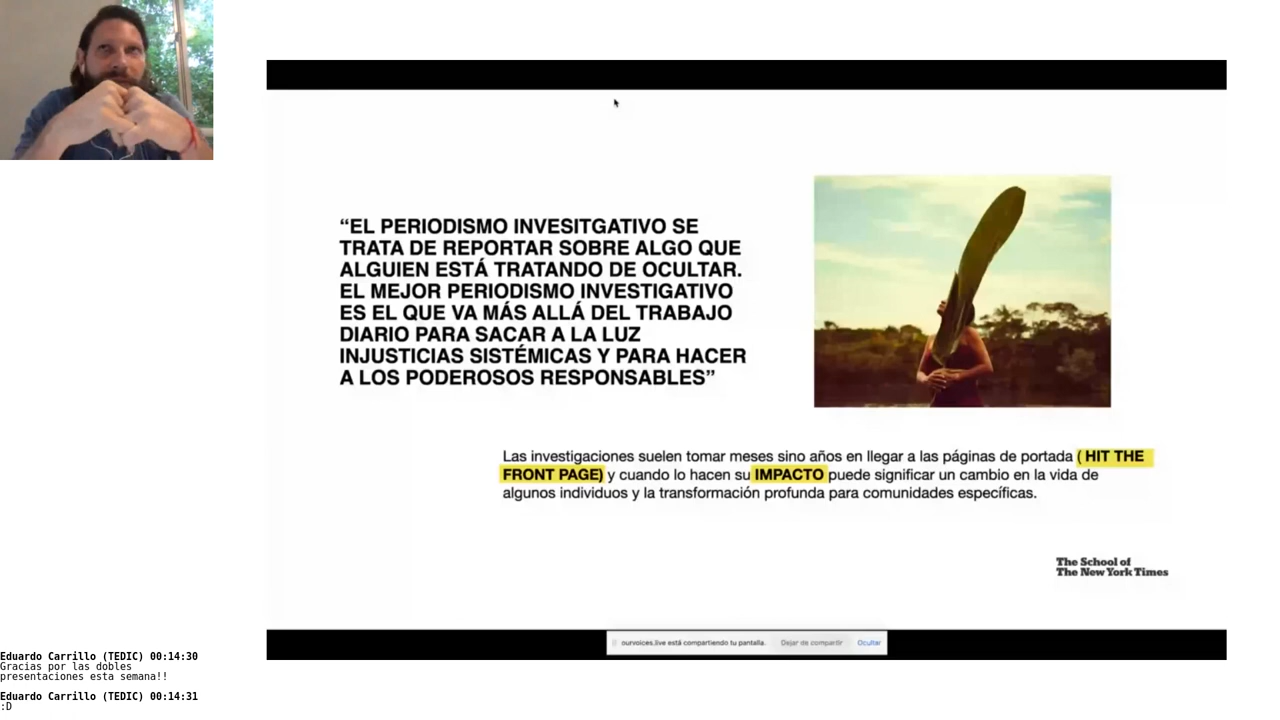 “EL PERIODISMO INVESITGATIVO SE
TRATA DE REPORTAR SOBRE ALGO QUE
ALGUIEN ESTÁ TRATANDO DE OCULTAR.
EL MEJOR PERIODISMO INVESTIGATIVO
ES EL QUE VA MÁS ALLÁ DEL TRABAJO
DIARIO PARA SACAR A LA LUZ
INJUSTICIAS SISTÉMICAS Y PARA HACER
A LOS PODEROSOS RESPONSABLES”
Las investigaciones suelen tomar meses sino años en llegar a las páginas de portada ( HIT THE
FRONT PAGE) y cuando lo hacen su IMPACTO puede significar un cambio en la vida de
algunos individuos y la transformación profunda para comunidades específicas.
The School of
The New York Times
ourvoices.live está compartiendo tu pantalla. Dejar de compartir Ocultar
Eduardo Carrillo (TEDIC) 00:14:30
Gracias por las dobles
presentaciones esta semana!!
Eduardo Carrillo (TEDIC) 00:14:31
:D